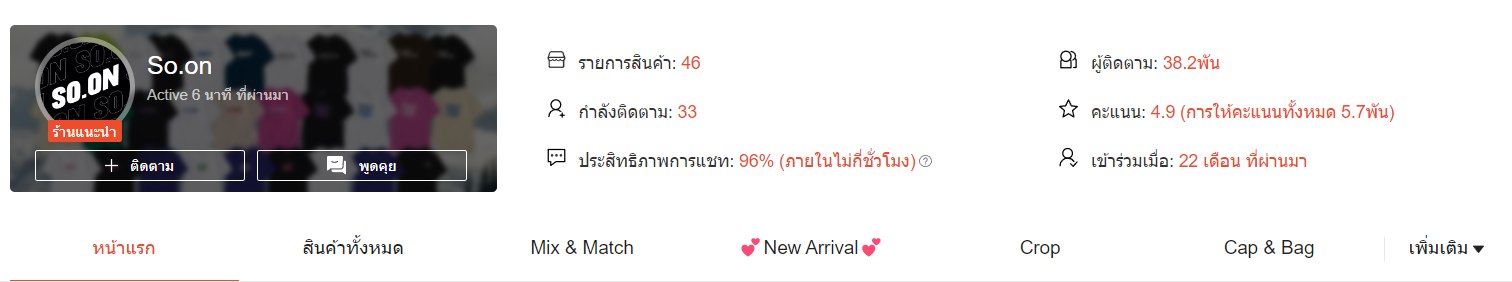 SO.ON
So.on
Active 6 นาที ที่ผ่านมา
ร้านแนะนำ
ติดตาม
พูดคุย
รายการสินค้า: 46
ผู้ติดตาม: 38.2พัน
กำลังติดตาม: 33
คะแนน: 4.9 (การให้คะแนนทั้งหมด 5.7พัน)
ประสิทธิภาพการแชท: 96% (ภายในไม่กี่ชั่วโมง)
เข้าร่วมเมื่อ: 22 เดือน ที่ผ่านมา
หน้าแรก
สินค้าทั้งหมด
Mix & Match
💕New Arrival💕
Crop
Cap & Bag
เพิ่มเติม